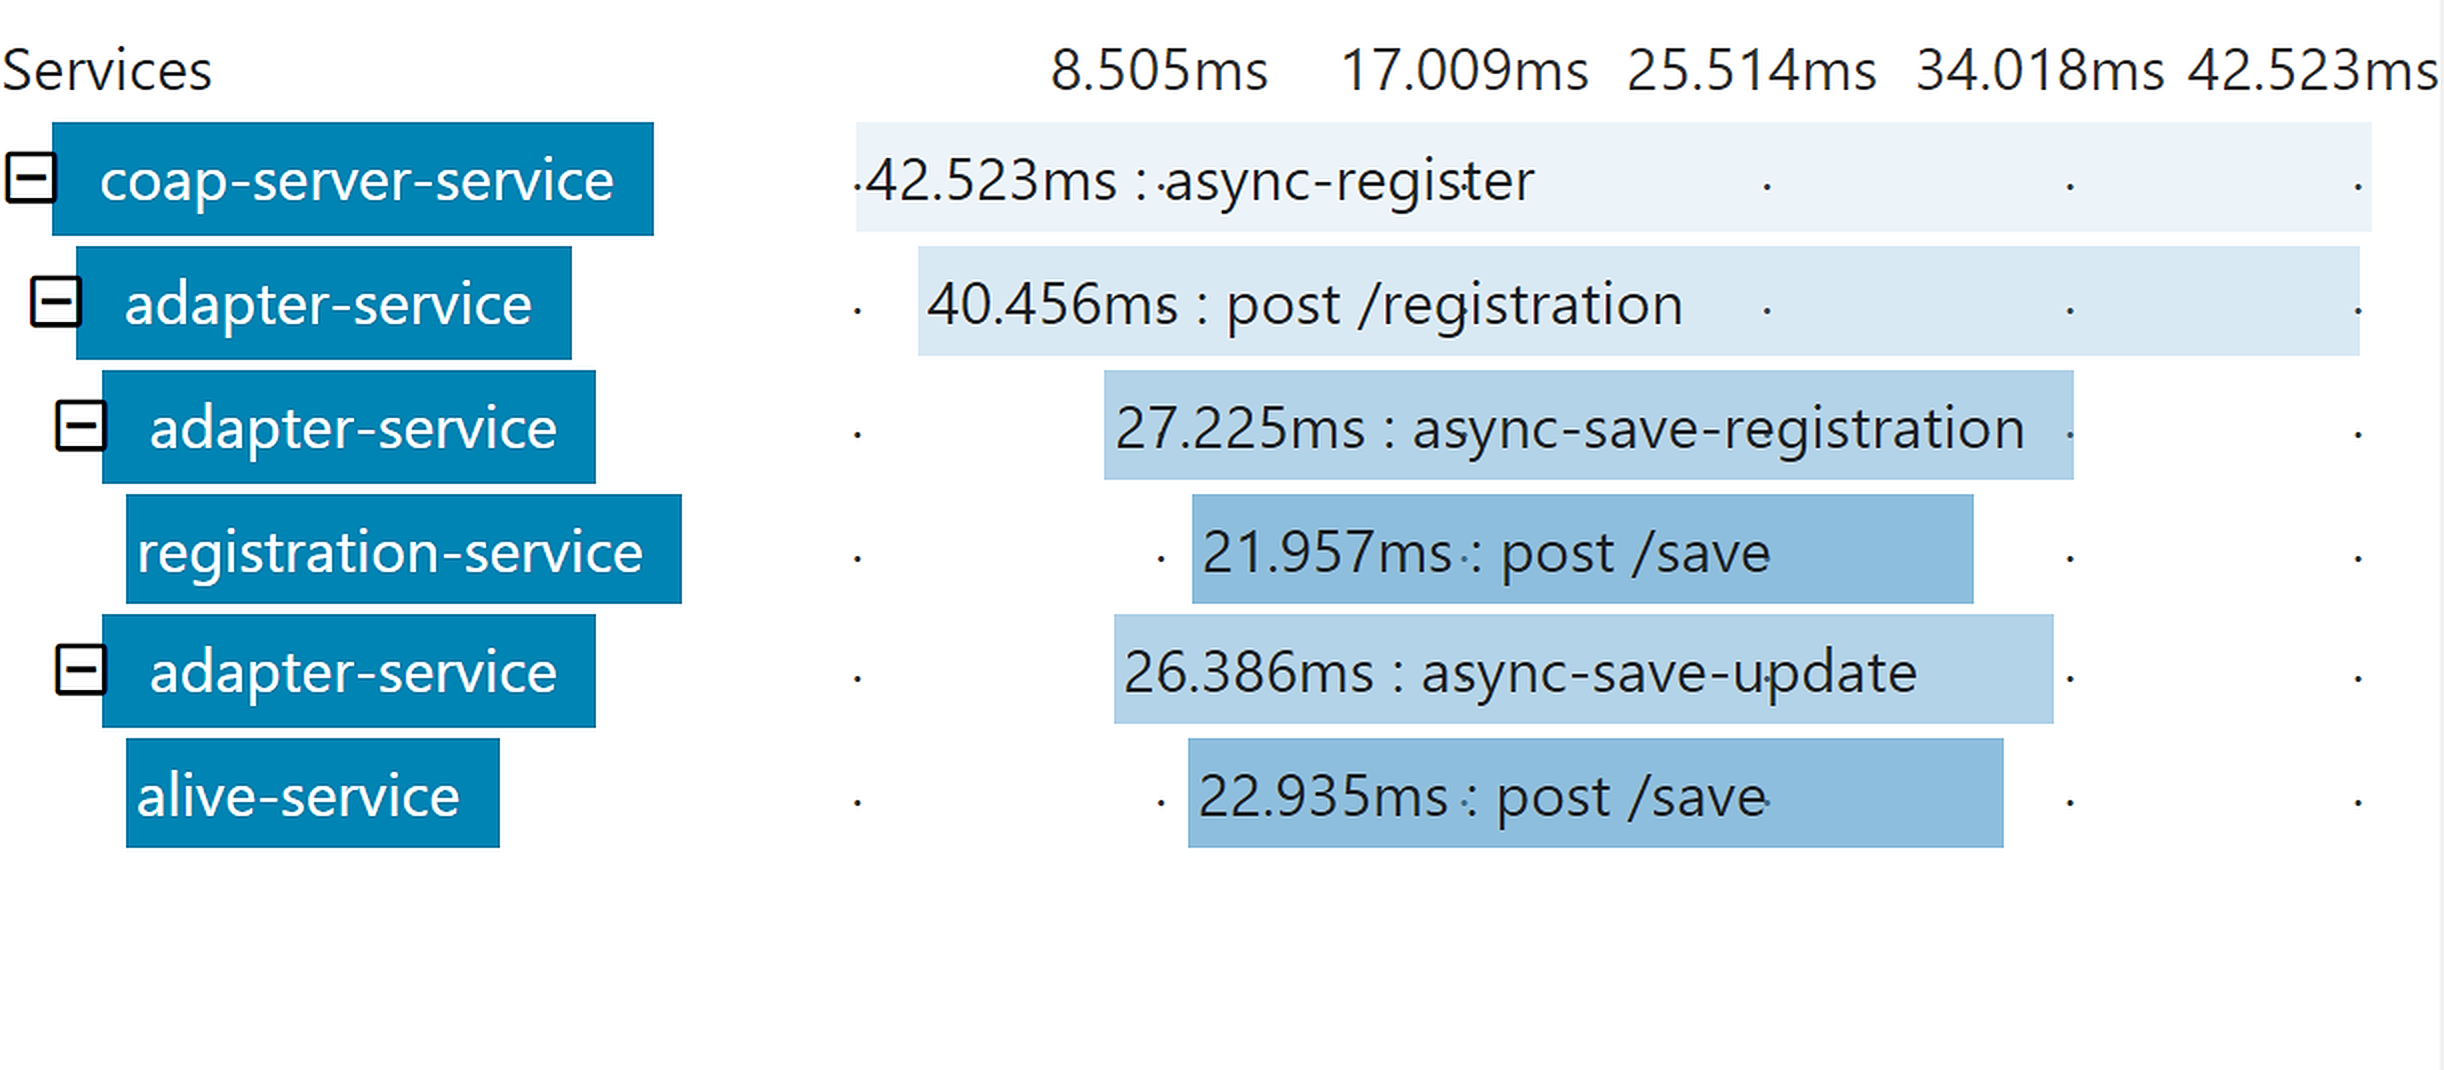 Services 8.505ms 17.009ms 25.514ms 34.018ms 42.523ms
coap-server-service 42.523ms : async-register
adapter-service 40.456ms : post /registration
adapter-service 27.225ms : async-save-registration
registration-service 21.957ms : post /save
adapter-service 26.386ms : async-save-update
alive-service 22.935ms : post /save